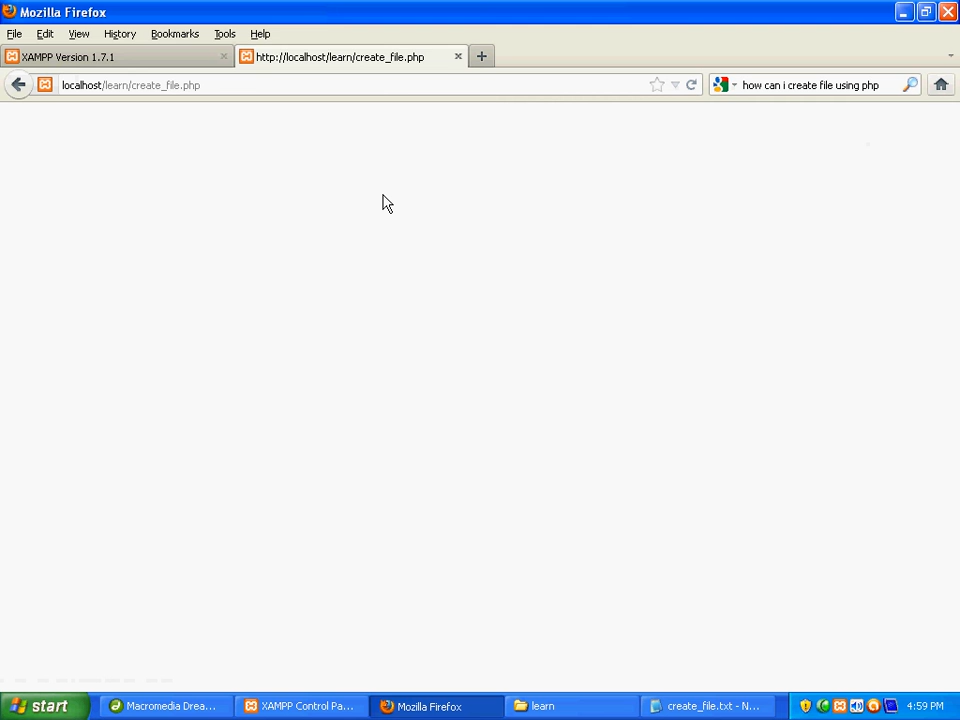 Mozilla Firefox
File Edit View History Bookmarks Tools Help
XAMPP Version 1.7.1 http://localhost/learn/create_file.php
localhost/learn/create_file.php how can i create file using php
start Macromedia Drea... XAMPP Control Pa... Mozilla Firefox learn create_file.txt - N... 4:59 PM